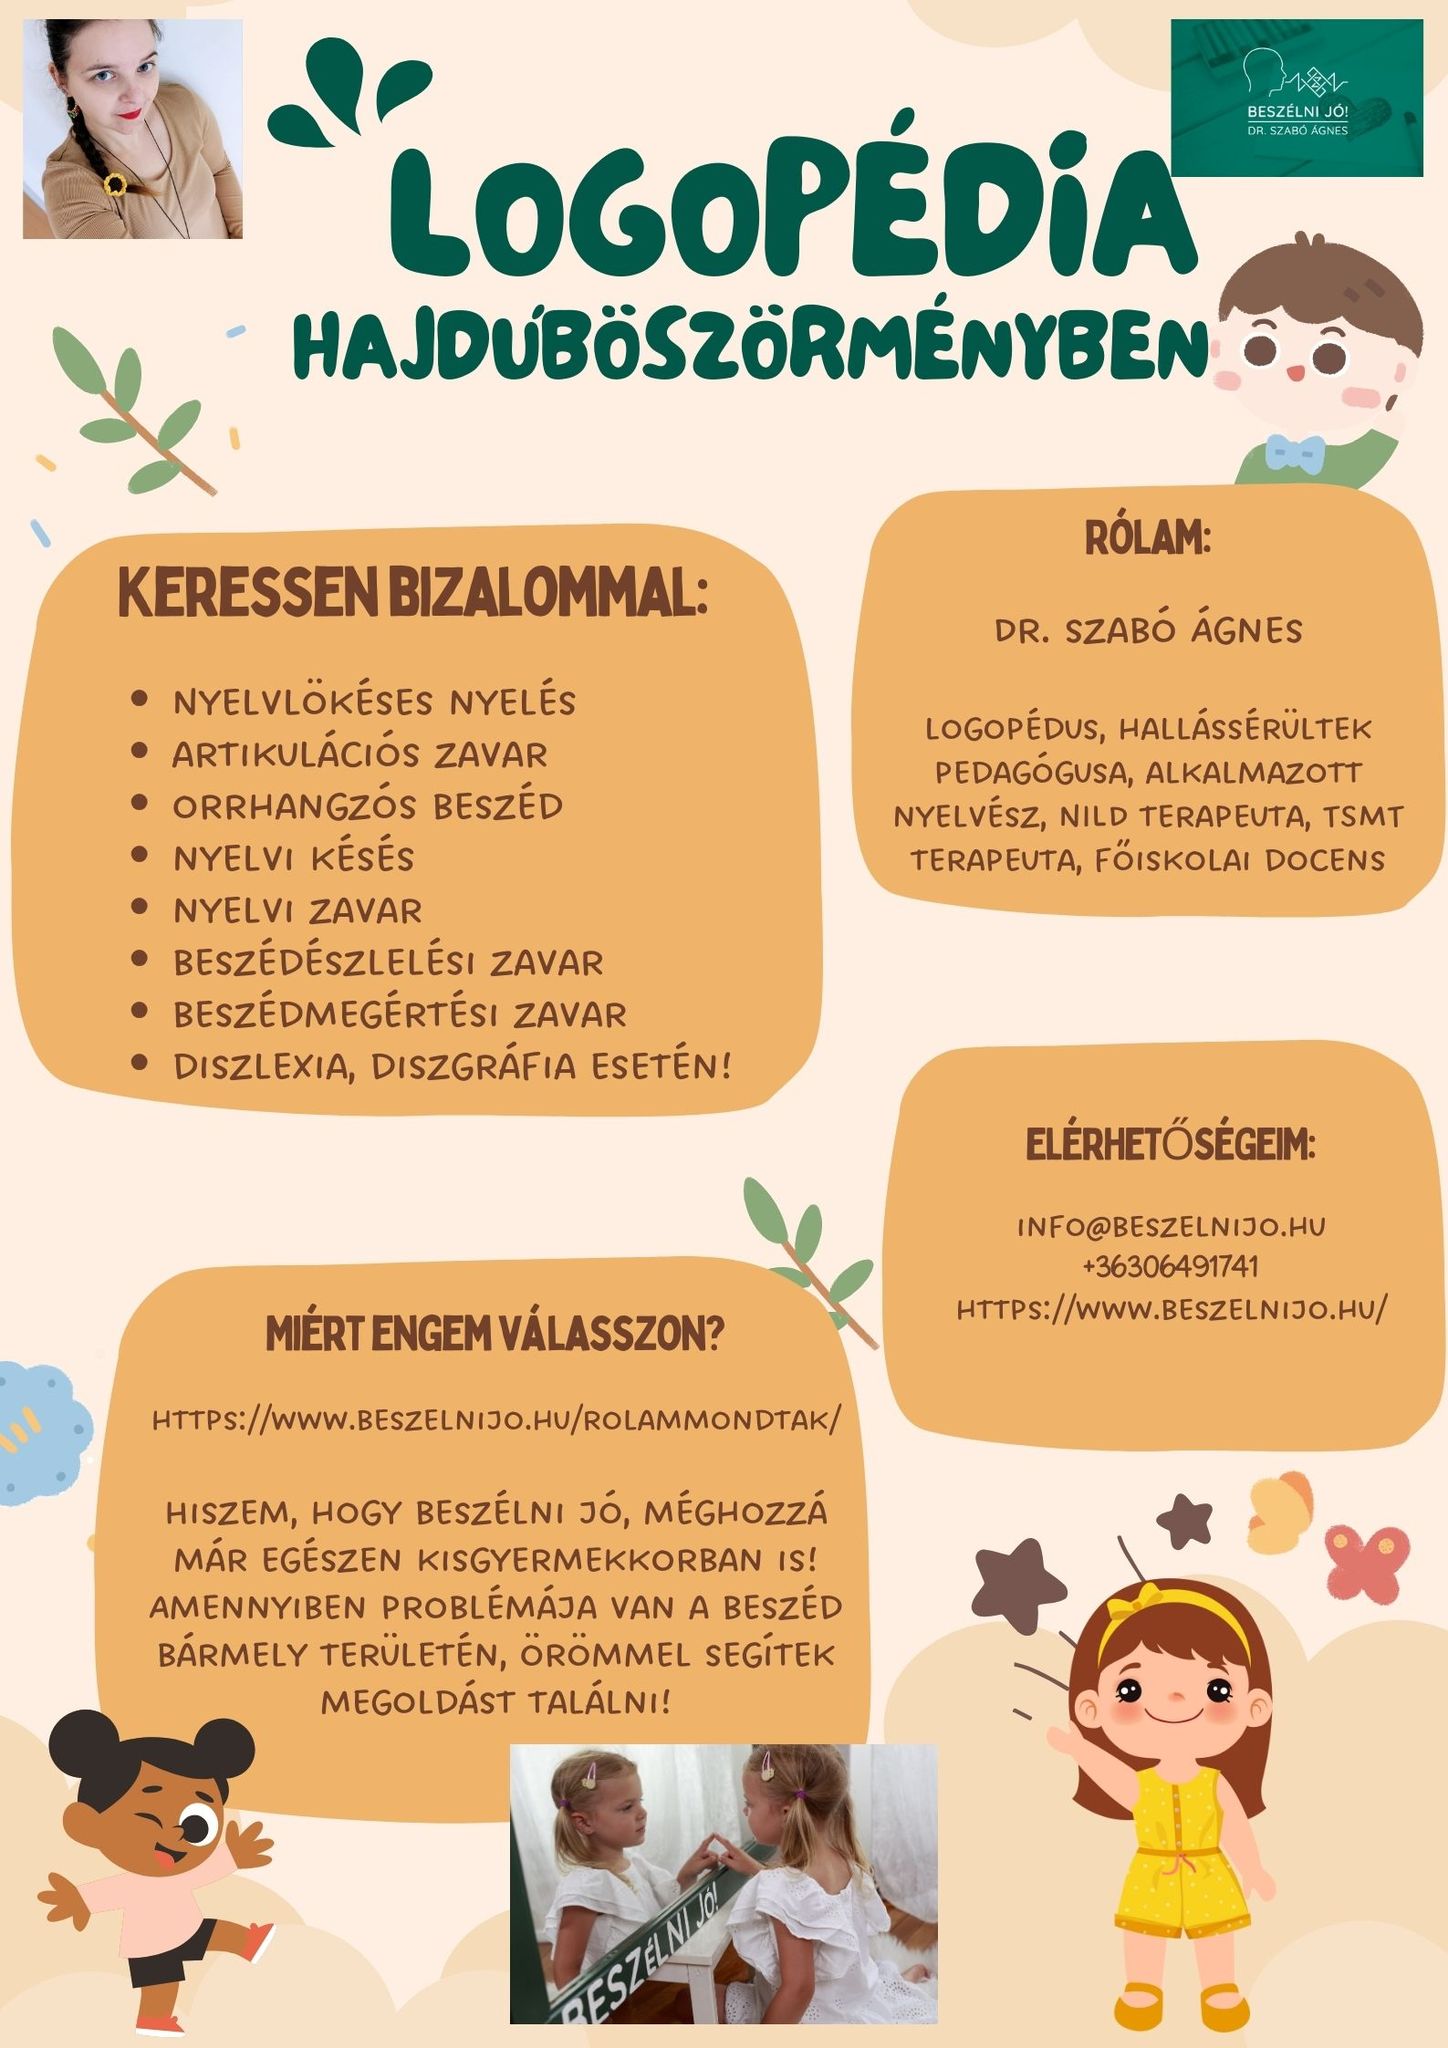 BESZÉLNI JÓ!
DR. SZABÓ ÁGNES
LOGOPÉDIA
HAJDÚBÖSZÖRMÉNYBEN
KERESSEN BIZALOMMAL:
• NYELVLÖKÉSES NYELÉS
• ARTIKULÁCIÓS ZAVAR
• ORRHANGZÓS BESZÉD
• NYELVI KÉSÉS
• NYELVI ZAVAR
• BESZÉDÉSZLELÉSI ZAVAR
• BESZÉDMEGÉRTÉSI ZAVAR
• DISZLEXIA, DISZGRÁFIA ESETÉN!
RÓLAM:
DR. SZABÓ ÁGNES
LOGOPÉDUS, HALLÁSSÉRÜLTEK
PEDAGÓGUSA, ALKALMAZOTT
NYELVÉSZ, NILD TERAPEUTA, TSMT
TERAPEUTA, FŐISKOLAI DOCENS
ELÉRHETŐSÉGEIM:
INFO@BESZELNIJO.HU
+36306491741
HTTPS://WWW.BESZELNIJO.HU/
MIÉRT ENGEM VÁLASSZON?
HTTPS://WWW.BESZELNIJO.HU/ROLAMMONDTAK/
HISZEM, HOGY BESZÉLNI JÓ, MÉGHOZZÁ
MÁR EGÉSZEN KISGYERMEKKORBAN IS!
AMENNYIBEN PROBLÉMÁJA VAN A BESZÉD
BÁRMELY TERÜLETÉN, ÖRÖMMEL SEGÍTEK
MEGOLDÁST TALÁLNI!
BESZÉLNI JÓ!